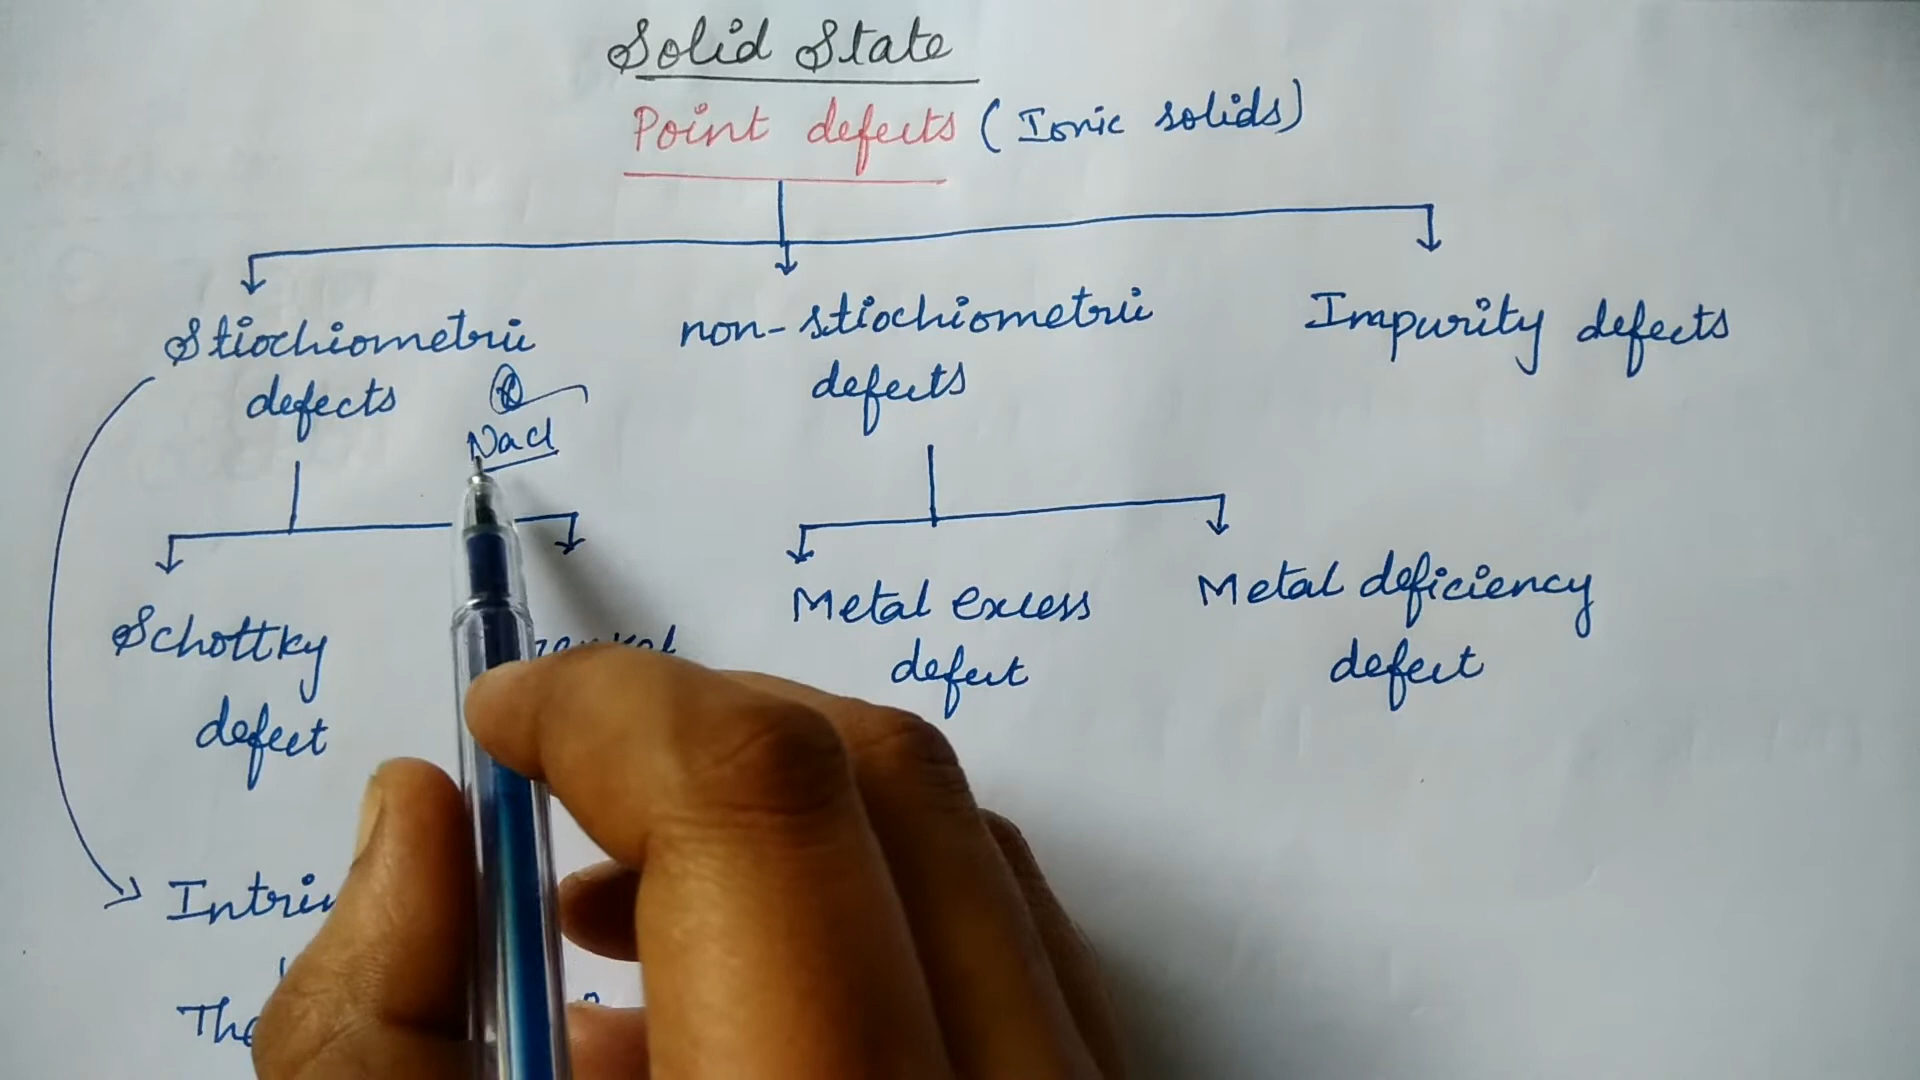 Solid State
Point defects (Ionic solids)
Stiochiometric
defects
NaCl
non-stiochiometric
defects
Impurity defects
Schottky
defect
Metal excess
defect
Metal deficiency
defect